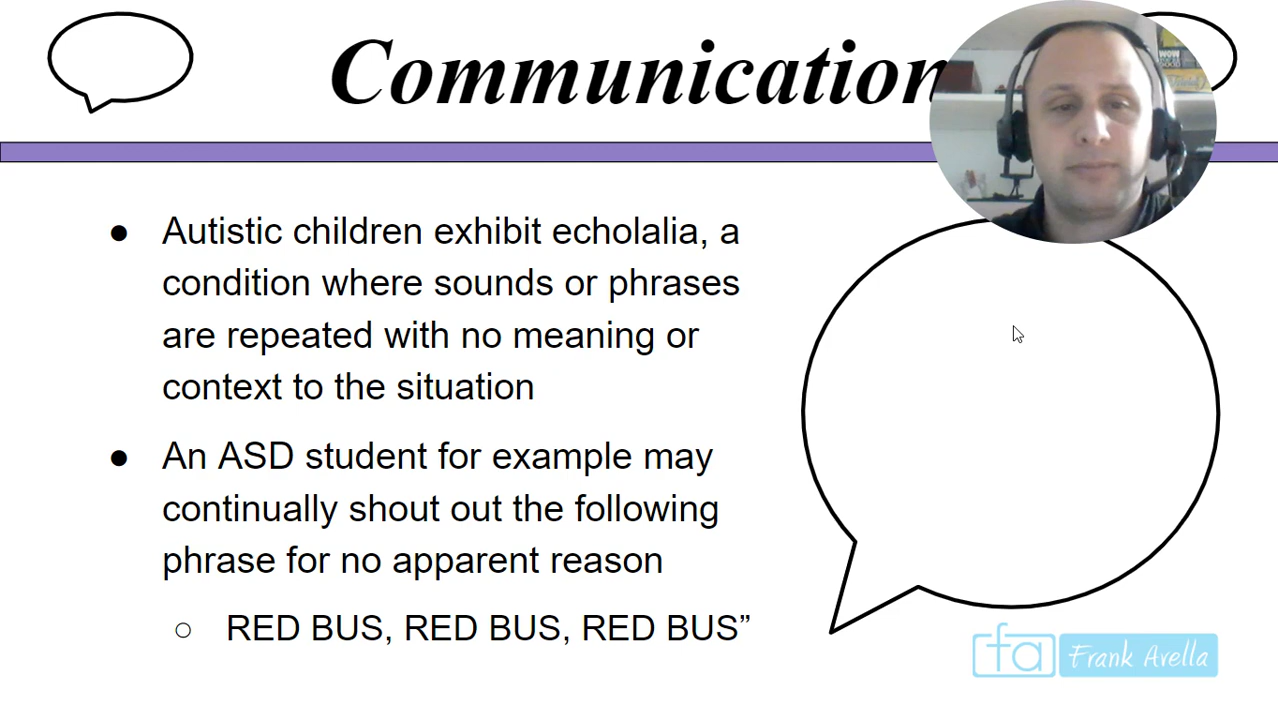 Communication
Autistic children exhibit echolalia, a
condition where sounds or phrases
are repeated with no meaning or
context to the situation
An ASD student for example may
continually shout out the following
phrase for no apparent reason
RED BUS, RED BUS, RED BUS”
fa Frank Avella
WOW